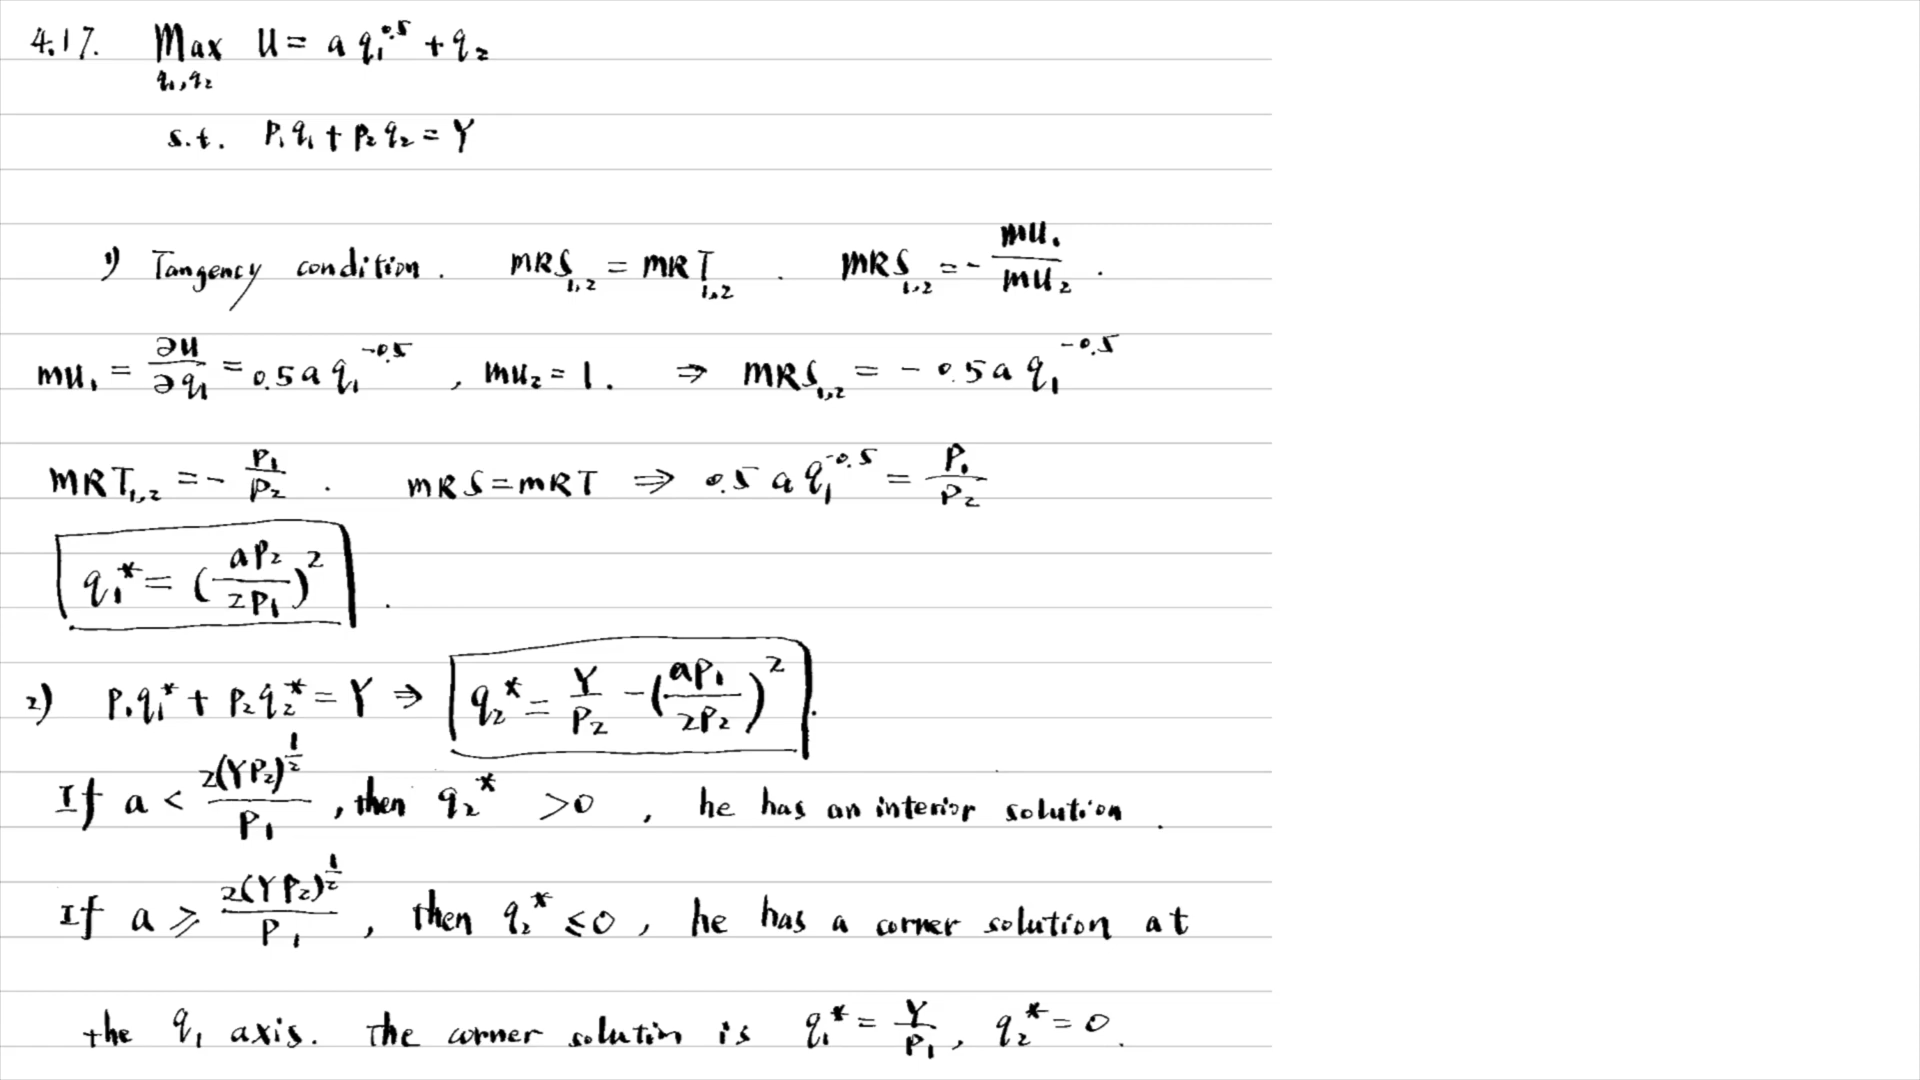 4.17. Max U = a q₁^0.5 + q₂
q₁,q₂
s.t. P₁q₁ + P₂q₂ = Y
1) Tangency condition. MRS₁,₂ = MRT₁,₂. MRS₁,₂ = - MU₁/MU₂.
MU₁ = ∂U/∂q₁ = 0.5 a q₁^-0.5, MU₂ = 1. ⇒ MRS₁,₂ = - 0.5 a q₁^-0.5
MRT₁,₂ = - P₁/P₂. MRS = MRT ⇒ 0.5 a q₁^-0.5 = P₁/P₂
q₁* = (aP₂/2P₁)².
2) P₁q₁* + P₂q₂* = Y ⇒ q₂* = Y/P₂ - (aP₁/2P₂)².
If a < 2(YP₂)^½/P₁, then q₂* > 0, he has an interior solution.
If a ⩾ 2(YP₂)^½/P₁, then q₂* ⩽ 0, he has a corner solution at
the q₁ axis. The corner solutin is q₁* = Y/P₁, q₂* = 0.